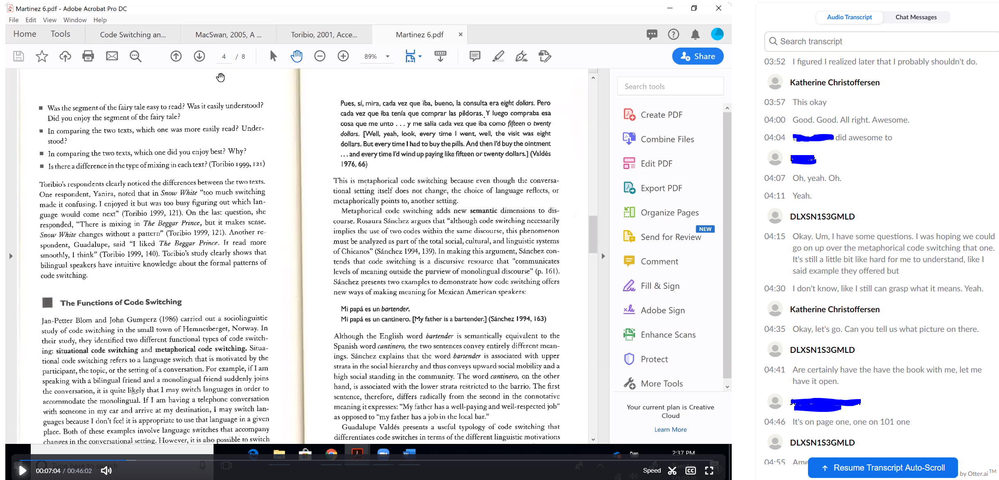 Martinez 6.pdf - Adobe Acrobat Pro DC
File Edit View Window Help
Home Tools Code Switching an... MacSwan, 2005, A ... Toribio, 2001, Acce... Martinez 6.pdf ×
4 / 8 89% Share
Was the segment of the fairy tale easy to read? Was it easily understood?
Did you enjoy the segment of the fairy tale?
In comparing the two texts, which one was more easily read? Under-
stood?
In comparing the two texts, which one did you enjoy best? Why?
Is there a difference in the type of mixing in each text? (Toribio 1999, 121)
Toribio's respondents clearly noticed the differences between the two texts.
One respondent, Yanira, noted that in Snow White “too much switching
made it confusing. I enjoyed it but was too busy figuring out which lan-
guage would come next” (Toribio 1999, 121). On the last question, she
responded, “There is mixing in The Beggar Prince, but it makes sense.
Snow White changes without a pattern” (Toribio 1999, 121). Another re-
spondent, Guadalupe, said “I liked The Beggar Prince. It read more
smoothly, I think” (Toribio 1999, 140). Toribio's study clearly shows that
bilingual speakers have intuitive knowledge about the formal patterns of
code switching.
The Functions of Code Switching
Jan-Petter Blom and John Gumperz (1986) carried out a sociolinguistic
study of code switching in the small town of Hemnesberget, Norway. In
their study, they identified two different functional types of code switch-
ing: situational code switching and metaphorical code switching. Situa-
tional code switching refers to a language switch that is motivated by the
participant, the topic, or the setting of a conversation. For example, if I am
speaking with a bilingual friend and a monolingual friend suddenly joins
the conversation, it is quite likely that I may switch languages in order to
accommodate the monolingual. If I am having a telephone conversation
with someone in my car and arrive at my destination, I may switch lan-
guages because I don't feel it is appropriate to use that language in a given
place. Both of these examples involve language switches that accompany
changes in the conversational setting. However, it is also possible to switch
Pues, sí, mira, cada vez que iba, bueno, la consulta era eight dollars. Pero
cada vez que iba tenía que comprar las píldoras. Y luego compraba esa
cosa que me unto . . . y me salía cada vez que iba como fifteen o twenty
dollars. [Well, yeah, look, every time I went, well, the visit was eight
dollars. But every time I had to buy the pills. And then I'd buy the ointment
. . . and every time I'd wind up paying like fifteen or twenty dollars.] (Valdés
1976, 66)
This is metaphorical code switching because even though the conversa-
tional setting itself does not change, the choice of language reflects, or
metaphorically points to, another setting.
Metaphorical code switching adds new semantic dimensions to dis-
course. Rosaura Sánchez argues that “although code switching necessarily
implies the use of two codes within the same discourse, this phenomenon
must be analyzed as part of the total social, cultural, and linguistic systems
of Chicanos” (Sánchez 1994, 139). In making this argument, Sánchez con-
tends that code switching is a discursive resource that “communicates
levels of meaning outside the purview of monolingual discourse” (p. 161).
Sánchez presents two examples to demonstrate how code switching offers
new ways of making meaning for Mexican American speakers:
Mi papá es un bartender.
Mi papá es un cantinero. [My father is a bartender.] (Sánchez 1994, 163)
Although the English word bartender is semantically equivalent to the
Spanish word cantinero, the two sentences convey entirely different mean-
ings. Sánchez explains that the word bartender is associated with upper
strata in the social hierarchy and thus conveys upward social mobility and a
high social standing in the community. The word cantinero, on the other
hand, is associated with the lower strata restricted to the barrio. The first
sentence, therefore, differs radically from the second in the connotative
meaning it expresses: “My father has a well-paying and well-respected job”
as opposed to “my father has a job in the local bar.”
Guadalupe Valdés presents a useful typology of code switching that
differentiates code switches in terms of the different linguistic motivations
Search tools
Create PDF
Combine Files
Edit PDF
Export PDF
Organize Pages
NEW
Send for Review
Comment
Fill & Sign
Adobe Sign
Enhance Scans
Protect
More Tools
Your current plan is Creative
Cloud
Learn More
2:37 PM
Type here to search
00:07:04 / 00:46:02 Speed CC
Tuesday
3/3/2020
Audio Transcript Chat Messages
Search transcript
03:52 I figured I realized later that I probably shouldn't do.
Katherine Christoffersen
03:57 This okay
04:00 Good. Good. All right. Awesome.
04:04 did awesome to
04:07 Oh, yeah. Oh.
04:11 Yeah.
DLXSN1S3GMLD
04:15 Okay. Um, I have some questions. I was hoping we could
go on up over the metaphorical code switching that one.
It's still a little bit like hard for me to understand, like I
said example they offered but
04:30 I don't know, like I still can grasp what it means. Yeah.
Katherine Christoffersen
04:35 Okay, let's go. Can you tell us what picture on there.
DLXSN1S3GMLD
04:41 Are certainly have the have the book with me, let me
have it open.
04:46 It's on page one, one on 101 one
DLXSN1S3GMLD
04:55 Ame
Resume Transcript Auto-Scroll
by Otter.ai TM